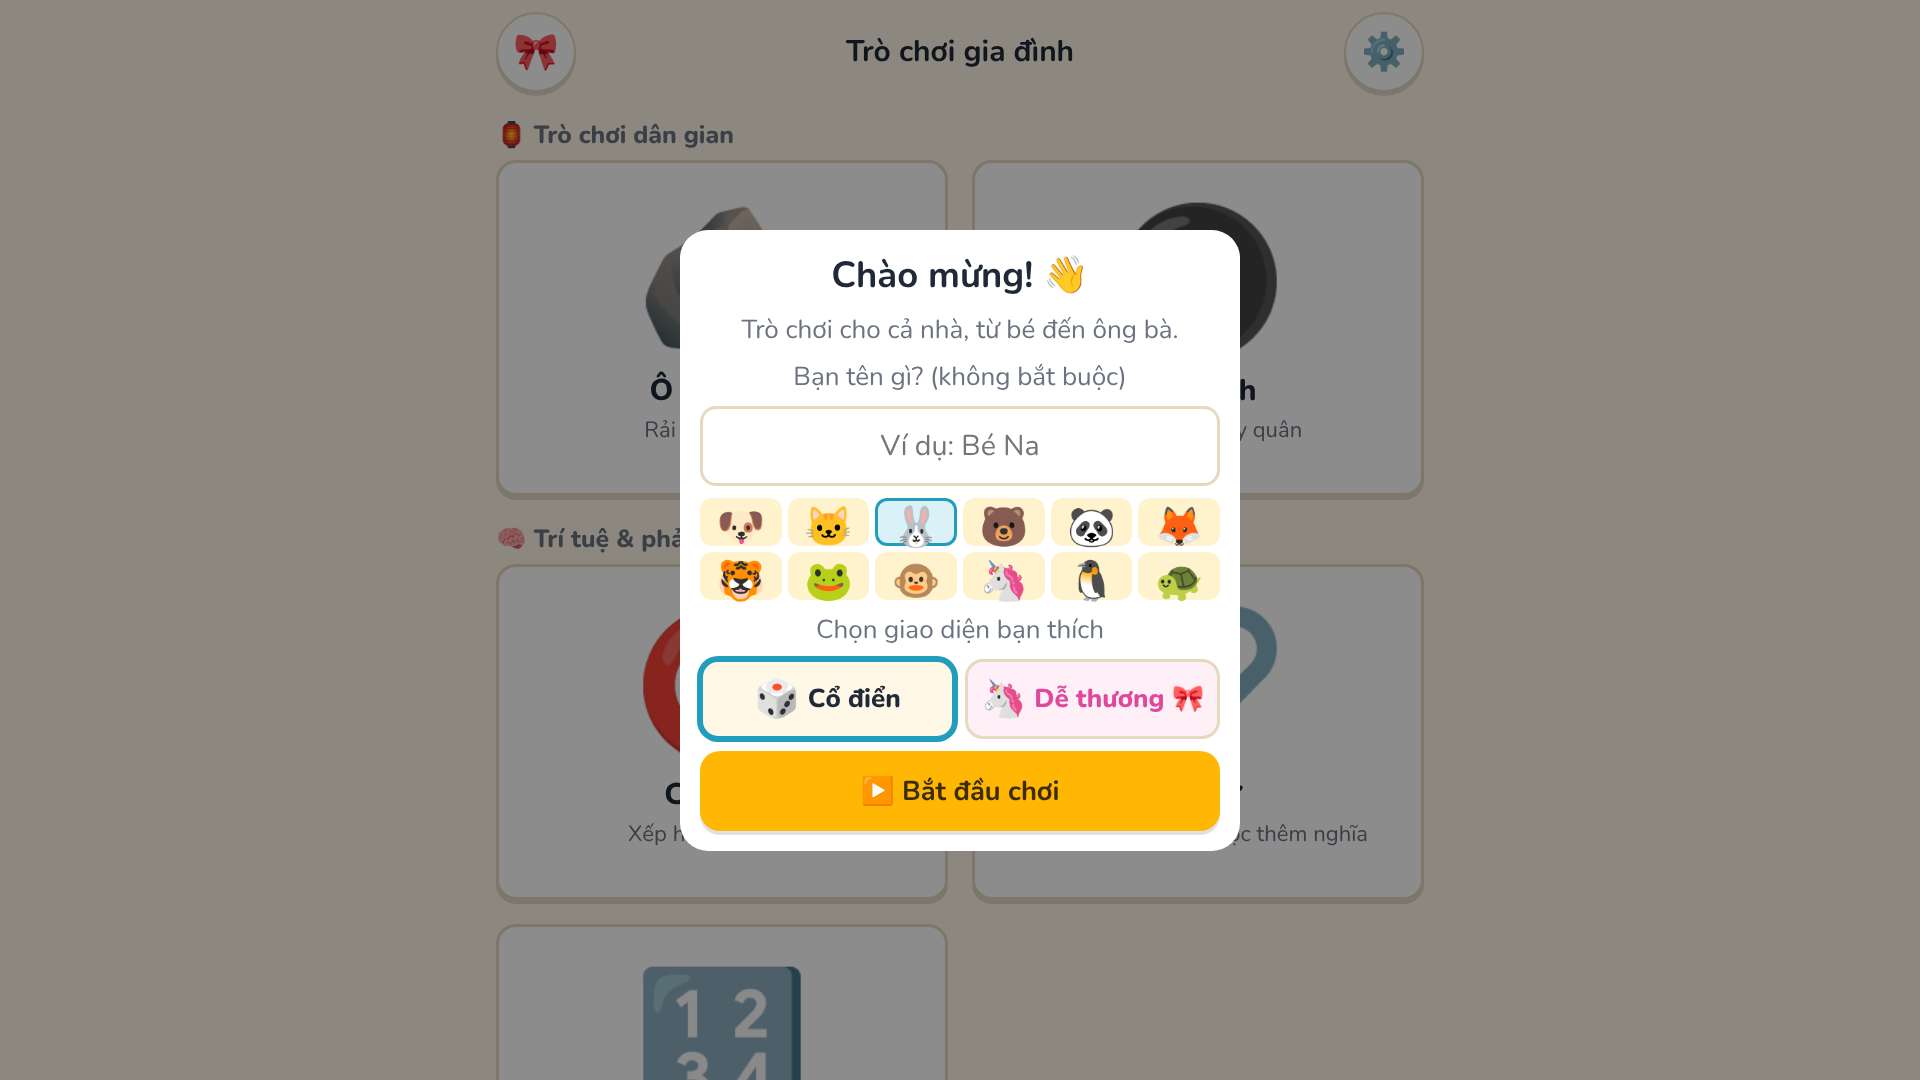 Trò chơi gia đình
Trò chơi dân gian
Ô
h
Rải
quân
Chào mừng!
Trò chơi cho cả nhà, từ bé đến ông bà.
Bạn tên gì? (không bắt buộc)
Ví dụ: Bé Na
Trí tuệ &
Chọn giao diện bạn thích
Cổ điển
Dễ thương
Bắt đầu chơi
Xếp
thêm nghĩa
1 2
3 4